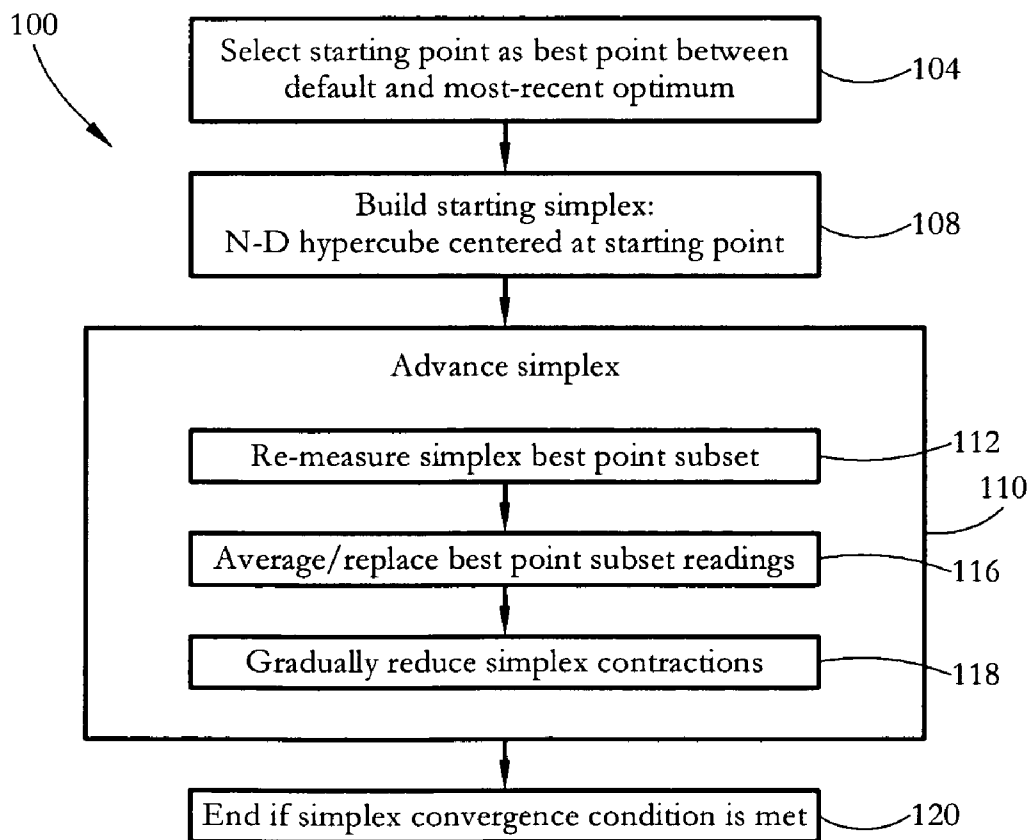 100
Select starting point as best point between
default and most-recent optimum
104
Build starting simplex:
N-D hypercube centered at starting point
108
Advance simplex
Re-measure simplex best point subset
112
110
Average/replace best point subset readings
116
Gradually reduce simplex contractions
118
End if simplex convergence condition is met
120